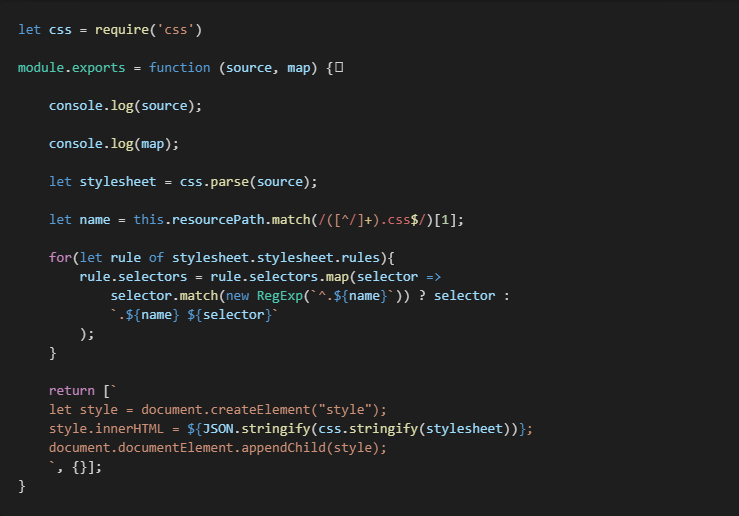 let css = require('css')
module.exports = function (source, map) {□
console.log(source);
console.log(map);
let stylesheet = css.parse(source);
let name = this.resourcePath.match(/([^/]+).css$/)[1];
for(let rule of stylesheet.stylesheet.rules){
rule.selectors = rule.selectors.map(selector =>
selector.match(new RegExp(`^.${name}`)) ? selector :
`.${name} ${selector}`
);
}
return [`
let style = document.createElement("style");
style.innerHTML = ${JSON.stringify(css.stringify(stylesheet))};
document.documentElement.appendChild(style);
`, {}];
}